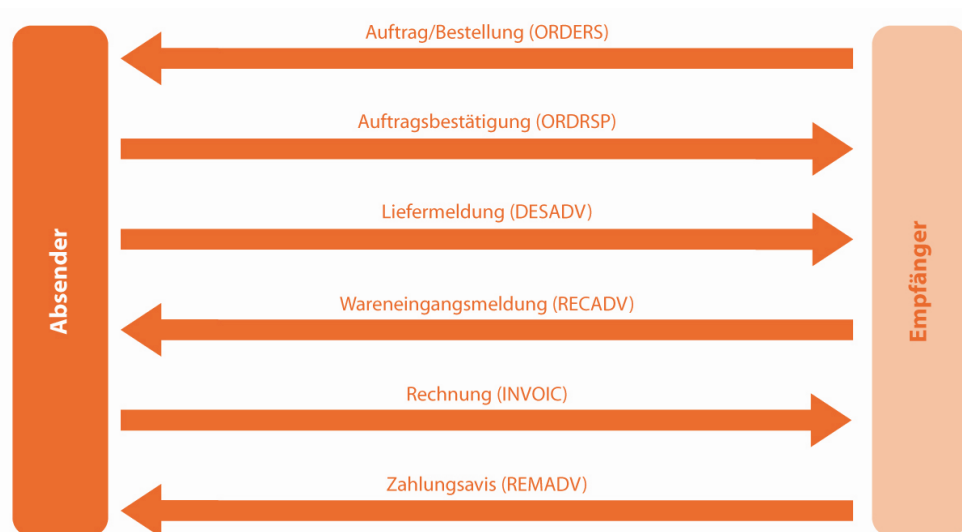 Auftrag/Bestellung (ORDERS)
Auftragsbestätigung (ORDRSP)
Liefermeldung (DESADV)
Absender
Empfänger
Wareneingangsmeldung (RECADV)
Rechnung (INVOIC)
Zahlungsavis (REMADV)